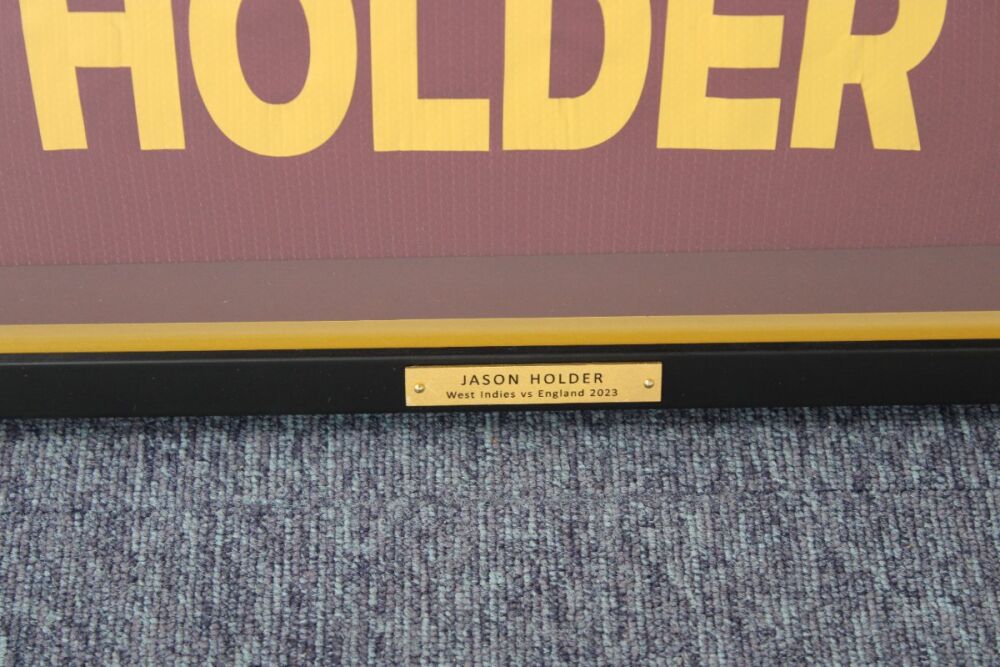 HOLDER
JASON HOLDER
West Indies vs England 2023